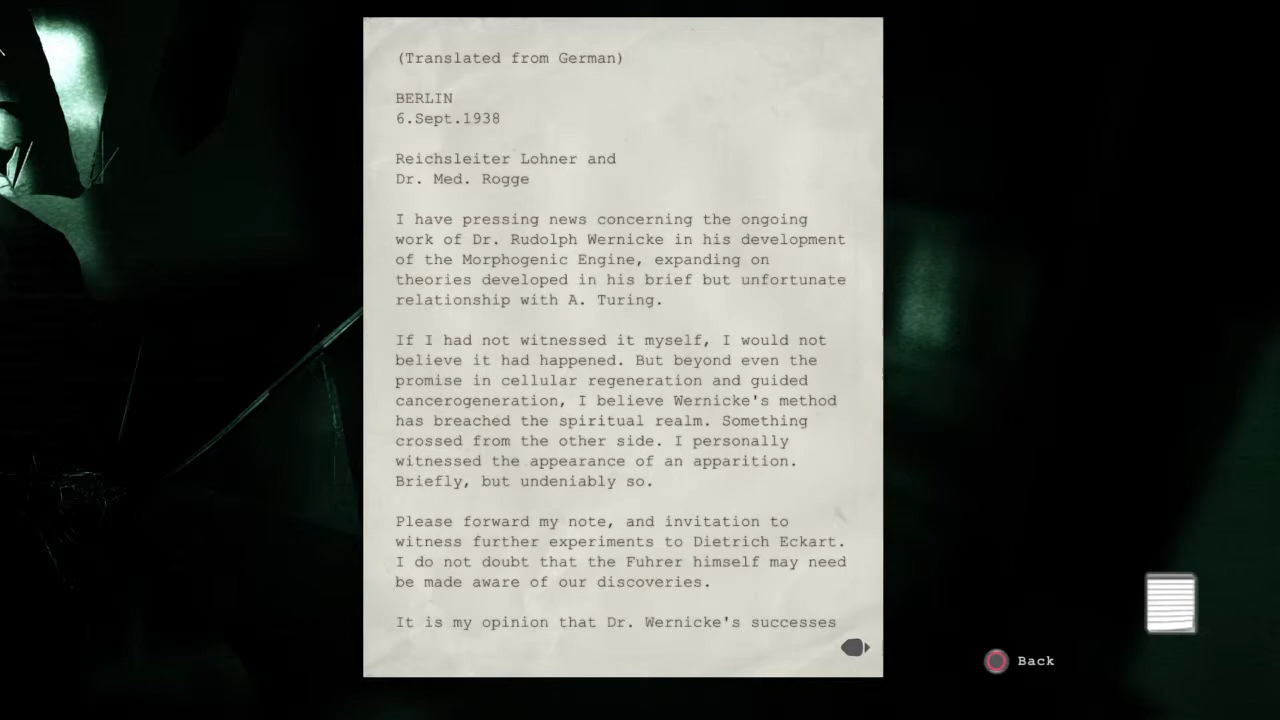 (Translated from German)
BERLIN
6.Sept.1938
Reichsleiter Lohner and
Dr. Med. Rogge
I have pressing news concerning the ongoing
work of Dr. Rudolph Wernicke in his development
of the Morphogenic Engine, expanding on
theories developed in his brief but unfortunate
relationship with A. Turing.
If I had not witnessed it myself, I would not
believe it had happened. But beyond even the
promise in cellular regeneration and guided
cancerogeneration, I believe Wernicke's method
has breached the spiritual realm. Something
crossed from the other side. I personally
witnessed the appearance of an apparition.
Briefly, but undeniably so.
Please forward my note, and invitation to
witness further experiments to Dietrich Eckart.
I do not doubt that the Fuhrer himself may need
be made aware of our discoveries.
It is my opinion that Dr. Wernicke's successes
Back